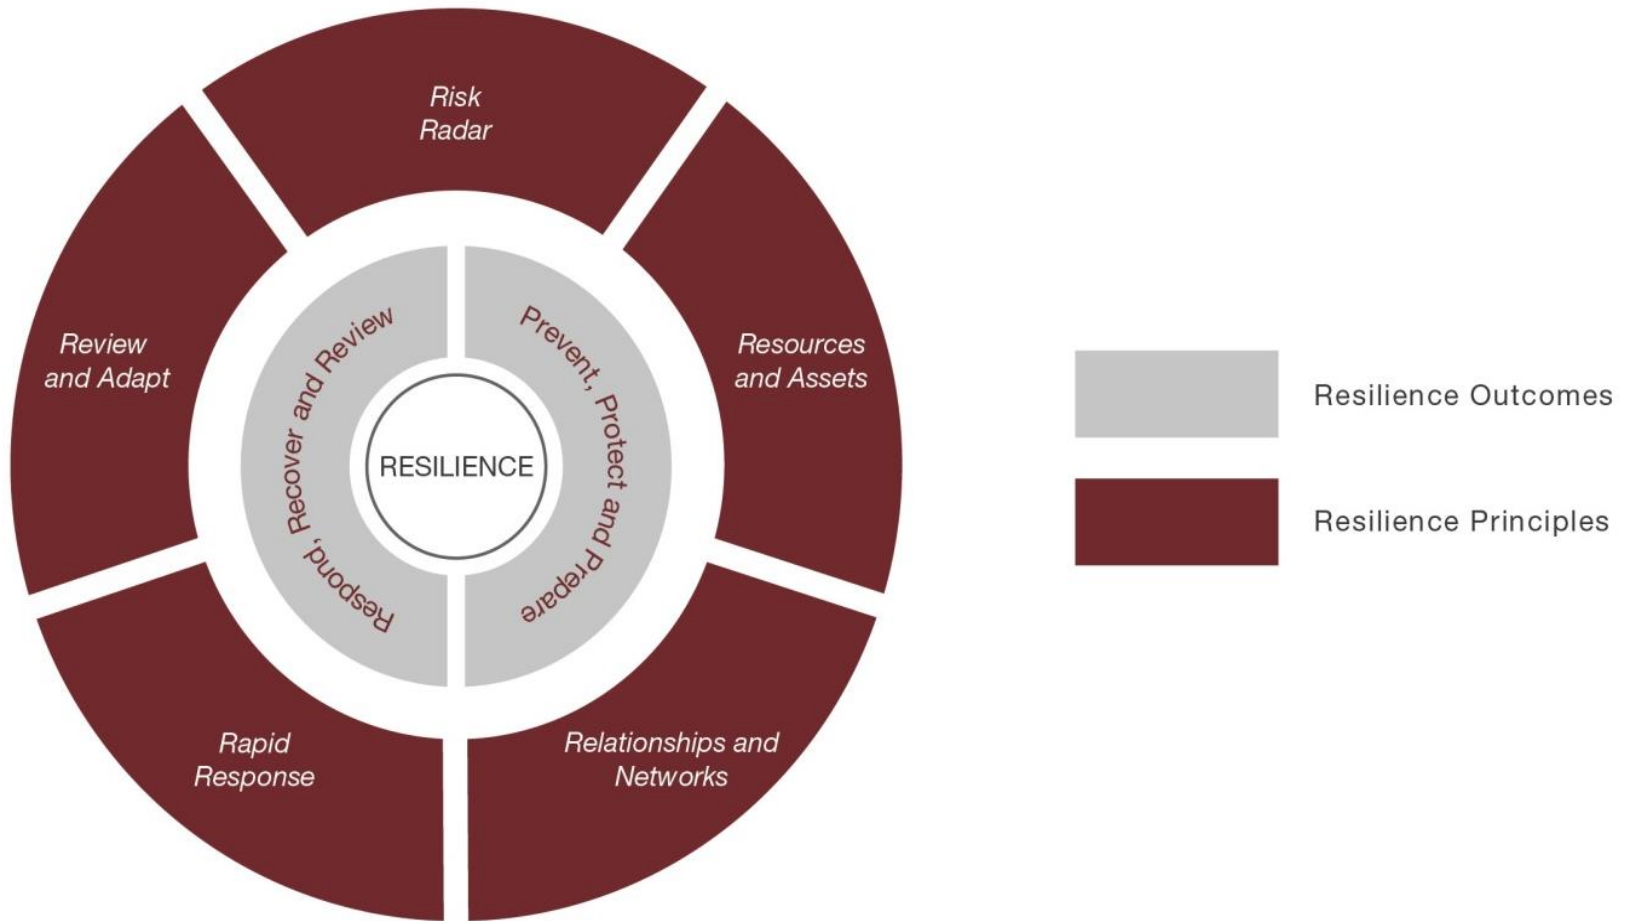 Risk
Radar
Review
and Adapt
Resources
and Assets
Respond, Recover and Review
Prevent, Protect and Prepare
RESILIENCE
Rapid
Response
Relationships and
Networks
Resilience Outcomes
Resilience Principles